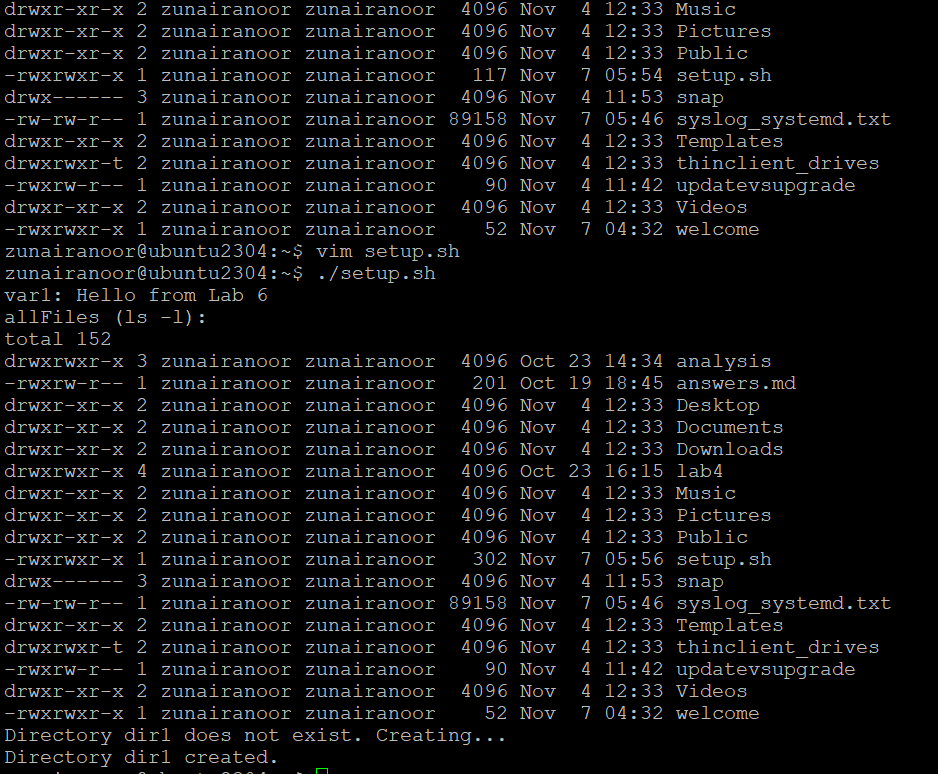 drwxr-xr-x 2 zunairanoor zunairanoor  4096 Nov  4 12:33 Music
drwxr-xr-x 2 zunairanoor zunairanoor  4096 Nov  4 12:33 Pictures
drwxr-xr-x 2 zunairanoor zunairanoor  4096 Nov  4 12:33 Public
-rwxrwxr-x 1 zunairanoor zunairanoor   117 Nov  7 05:54 setup.sh
drwx------ 3 zunairanoor zunairanoor  4096 Nov  4 11:53 snap
-rw-rw-r-- 1 zunairanoor zunairanoor 89158 Nov  7 05:46 syslog_systemd.txt
drwxr-xr-x 2 zunairanoor zunairanoor  4096 Nov  4 12:33 Templates
drwxrwxr-t 2 zunairanoor zunairanoor  4096 Nov  4 12:33 thinclient_drives
-rwxrw-r-- 1 zunairanoor zunairanoor    90 Nov  4 11:42 updatevsupgrade
drwxr-xr-x 2 zunairanoor zunairanoor  4096 Nov  4 12:33 Videos
-rwxrwxr-x 1 zunairanoor zunairanoor    52 Nov  7 04:32 welcome
zunairanoor@ubuntu2304:~$ vim setup.sh
zunairanoor@ubuntu2304:~$ ./setup.sh
var1: Hello from Lab 6
allFiles (ls -l):
total 152
drwxrwxr-x 3 zunairanoor zunairanoor  4096 Oct 23 14:34 analysis
-rwxrw-r-- 1 zunairanoor zunairanoor   201 Oct 19 18:45 answers.md
drwxr-xr-x 2 zunairanoor zunairanoor  4096 Nov  4 12:33 Desktop
drwxr-xr-x 2 zunairanoor zunairanoor  4096 Nov  4 12:33 Documents
drwxr-xr-x 2 zunairanoor zunairanoor  4096 Nov  4 12:33 Downloads
drwxrwxr-x 4 zunairanoor zunairanoor  4096 Oct 23 16:15 lab4
drwxr-xr-x 2 zunairanoor zunairanoor  4096 Nov  4 12:33 Music
drwxr-xr-x 2 zunairanoor zunairanoor  4096 Nov  4 12:33 Pictures
drwxr-xr-x 2 zunairanoor zunairanoor  4096 Nov  4 12:33 Public
-rwxrwxr-x 1 zunairanoor zunairanoor   302 Nov  7 05:56 setup.sh
drwx------ 3 zunairanoor zunairanoor  4096 Nov  4 11:53 snap
-rw-rw-r-- 1 zunairanoor zunairanoor 89158 Nov  7 05:46 syslog_systemd.txt
drwxr-xr-x 2 zunairanoor zunairanoor  4096 Nov  4 12:33 Templates
drwxrwxr-t 2 zunairanoor zunairanoor  4096 Nov  4 12:33 thinclient_drives
-rwxrw-r-- 1 zunairanoor zunairanoor    90 Nov  4 11:42 updatevsupgrade
drwxr-xr-x 2 zunairanoor zunairanoor  4096 Nov  4 12:33 Videos
-rwxrwxr-x 1 zunairanoor zunairanoor    52 Nov  7 04:32 welcome
Directory dir1 does not exist. Creating...
Directory dir1 created.